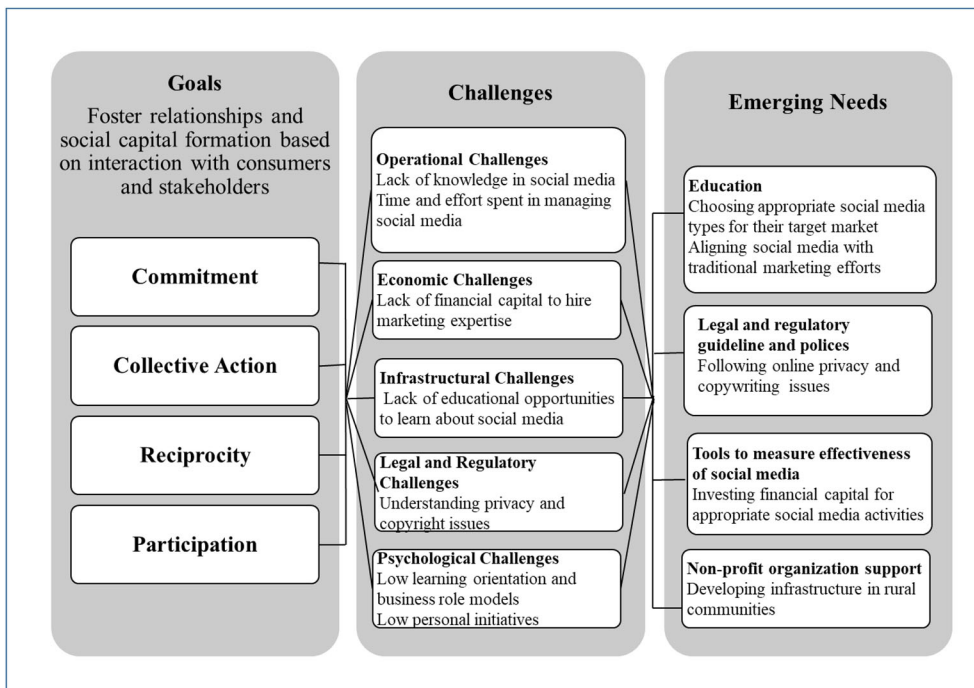 Goals
Foster relationships and
social capital formation based
on interaction with consumers
and stakeholders
Commitment
Collective Action
Reciprocity
Participation
Challenges
Operational Challenges
Lack of knowledge in social media
Time and effort spent in managing
social media
Economic Challenges
Lack of financial capital to hire
marketing expertise
Infrastructural Challenges
Lack of educational opportunities
to learn about social media
Legal and Regulatory
Challenges
Understanding privacy and
copyright issues
Psychological Challenges
Low learning orientation and
business role models
Low personal initiatives
Emerging Needs
Education
Choosing appropriate social media
types for their target market
Aligning social media with
traditional marketing efforts
Legal and regulatory
guideline and polices
Following online privacy and
copywriting issues
Tools to measure effectiveness
of social media
Investing financial capital for
appropriate social media activities
Non-profit organization support
Developing infrastructure in rural
communities